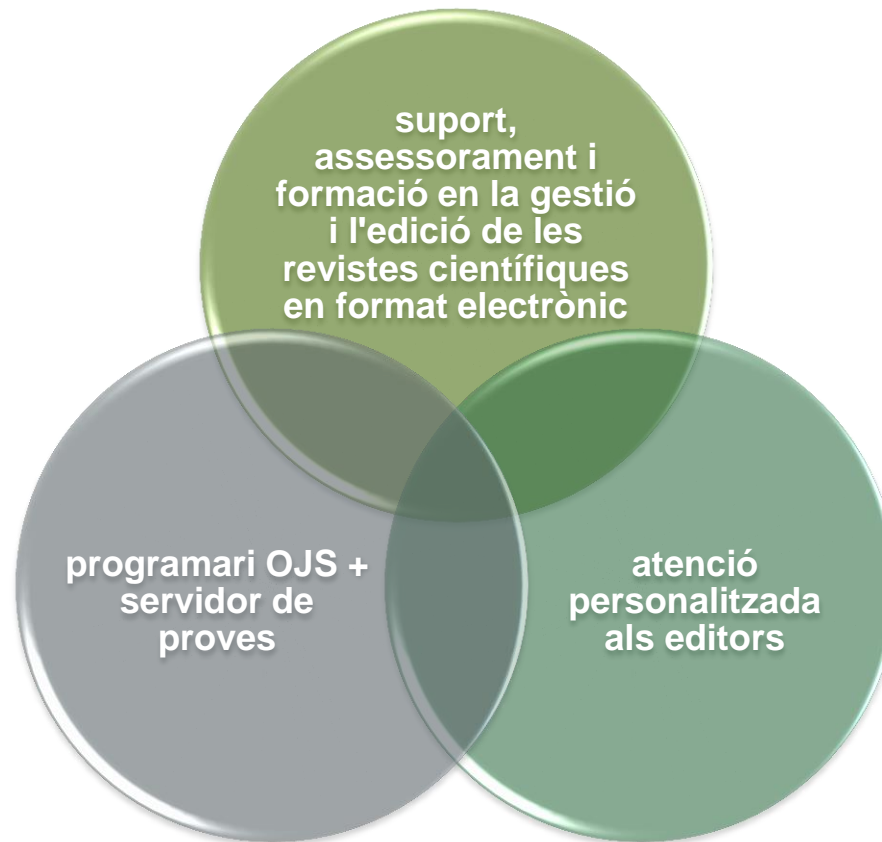 suport,
assessorament i
formació en la gestió
i l'edició de les
revistes científiques
en format electrònic
programari OJS +
servidor de
proves
atenció
personalitzada
als editors